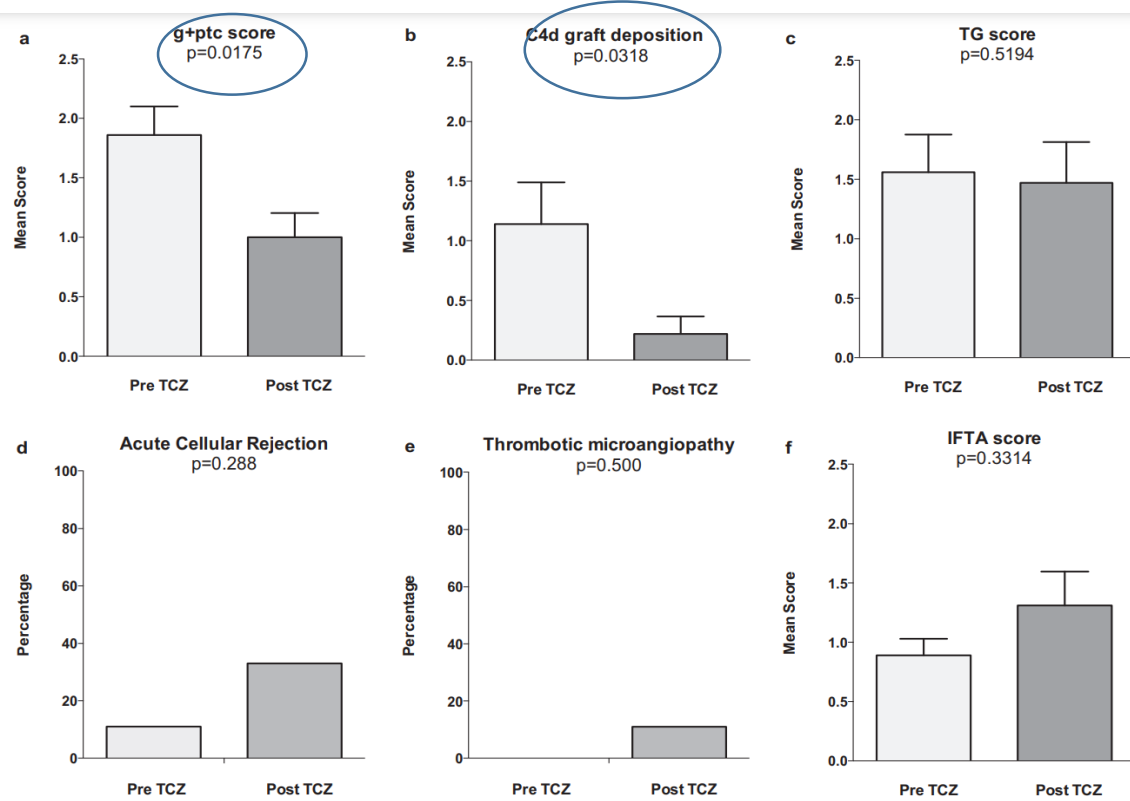 a
g+ptc score
p=0.0175
2.5
2.0
1.5
1.0
0.5
0.0
Mean Score
Pre TCZ
Post TCZ
b
C4d graft deposition
p=0.0318
2.5
2.0
1.5
1.0
0.5
0.0
Mean Score
Pre TCZ
Post TCZ
c
TG score
p=0.5194
2.5
2.0
1.5
1.0
0.5
0.0
Mean Score
Pre TCZ
Post TCZ
d
Acute Cellular Rejection
p=0.288
100
80
60
40
20
0
Percentage
Pre TCZ
Post TCZ
e
Thrombotic microangiopathy
p=0.500
100
80
60
40
20
0
Percentage
Pre TCZ
Post TCZ
f
IFTA score
p=0.3314
2.5
2.0
1.5
1.0
0.5
0.0
Mean Score
Pre TCZ
Post TCZ